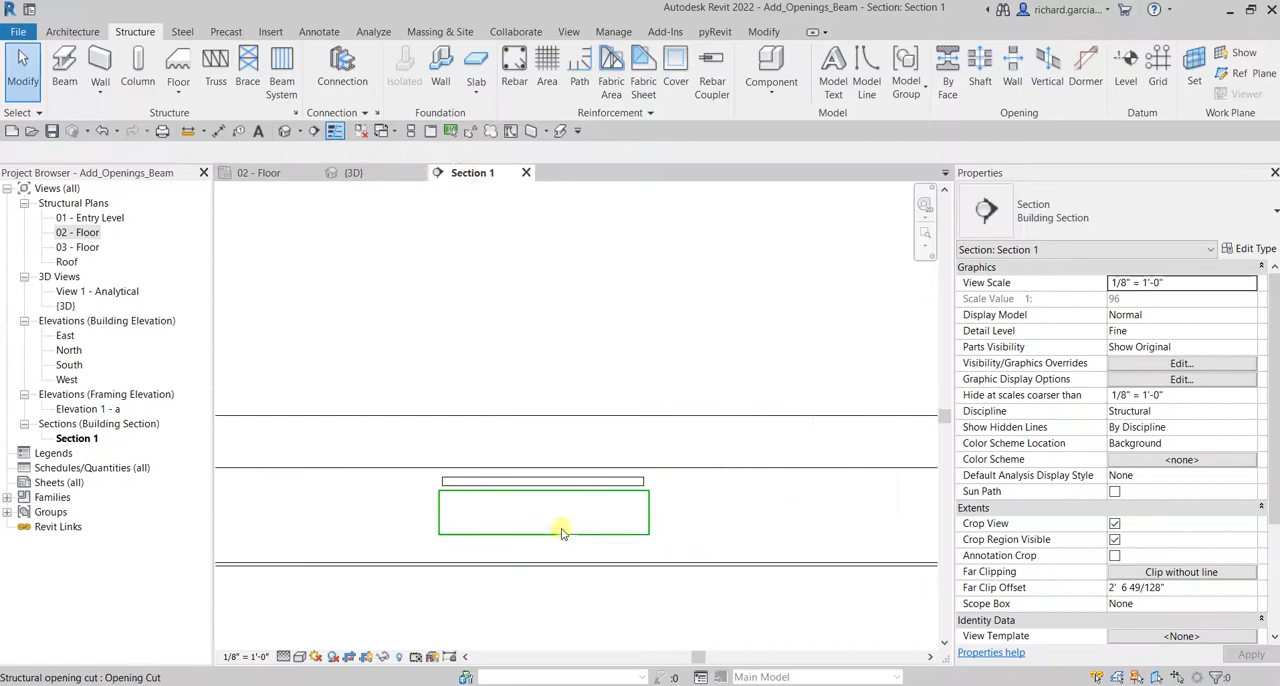 Autodesk Revit 2022 - Add_Openings_Beam - Section: Section 1
richard.garcia...
File Architecture Structure Steel Precast Insert Annotate Analyze Massing & Site Collaborate View Manage Add-Ins pyRevit Modify
Modify Beam Wall Column Floor Truss Brace Beam System Connection Isolated Wall Slab Rebar Area Path Fabric Area Fabric Sheet Cover Rebar Coupler Component Model Text Model Line Model Group By Face Shaft Wall Vertical Dormer Level Grid Set Show Ref Plane Viewer
Select Structure Connection Foundation Reinforcement Model Opening Datum Work Plane
Project Browser - Add_Openings_Beam
02 - Floor {3D} Section 1
Views (all)
Structural Plans
01 - Entry Level
02 - Floor
03 - Floor
Roof
3D Views
View 1 - Analytical
{3D}
Elevations (Building Elevation)
East
North
South
West
Elevations (Framing Elevation)
Elevation 1 - a
Sections (Building Section)
Section 1
Legends
Schedules/Quantities (all)
Sheets (all)
Families
Groups
Revit Links
Properties
Section
Building Section
Section: Section 1 Edit Type
Graphics
View Scale 1/8" = 1'-0"
Scale Value 1: 96
Display Model Normal
Detail Level Fine
Parts Visibility Show Original
Visibility/Graphics Overrides Edit...
Graphic Display Options Edit...
Hide at scales coarser than 1/8" = 1'-0"
Discipline Structural
Show Hidden Lines By Discipline
Color Scheme Location Background
Color Scheme <none>
Default Analysis Display Style None
Sun Path
Extents
Crop View
Crop Region Visible
Annotation Crop
Far Clipping Clip without line
Far Clip Offset 2' 6 49/128"
Scope Box None
Identity Data
View Template <None>
Properties help Apply
1/8" = 1'-0"
Structural opening cut : Opening Cut
:0
Main Model
:0